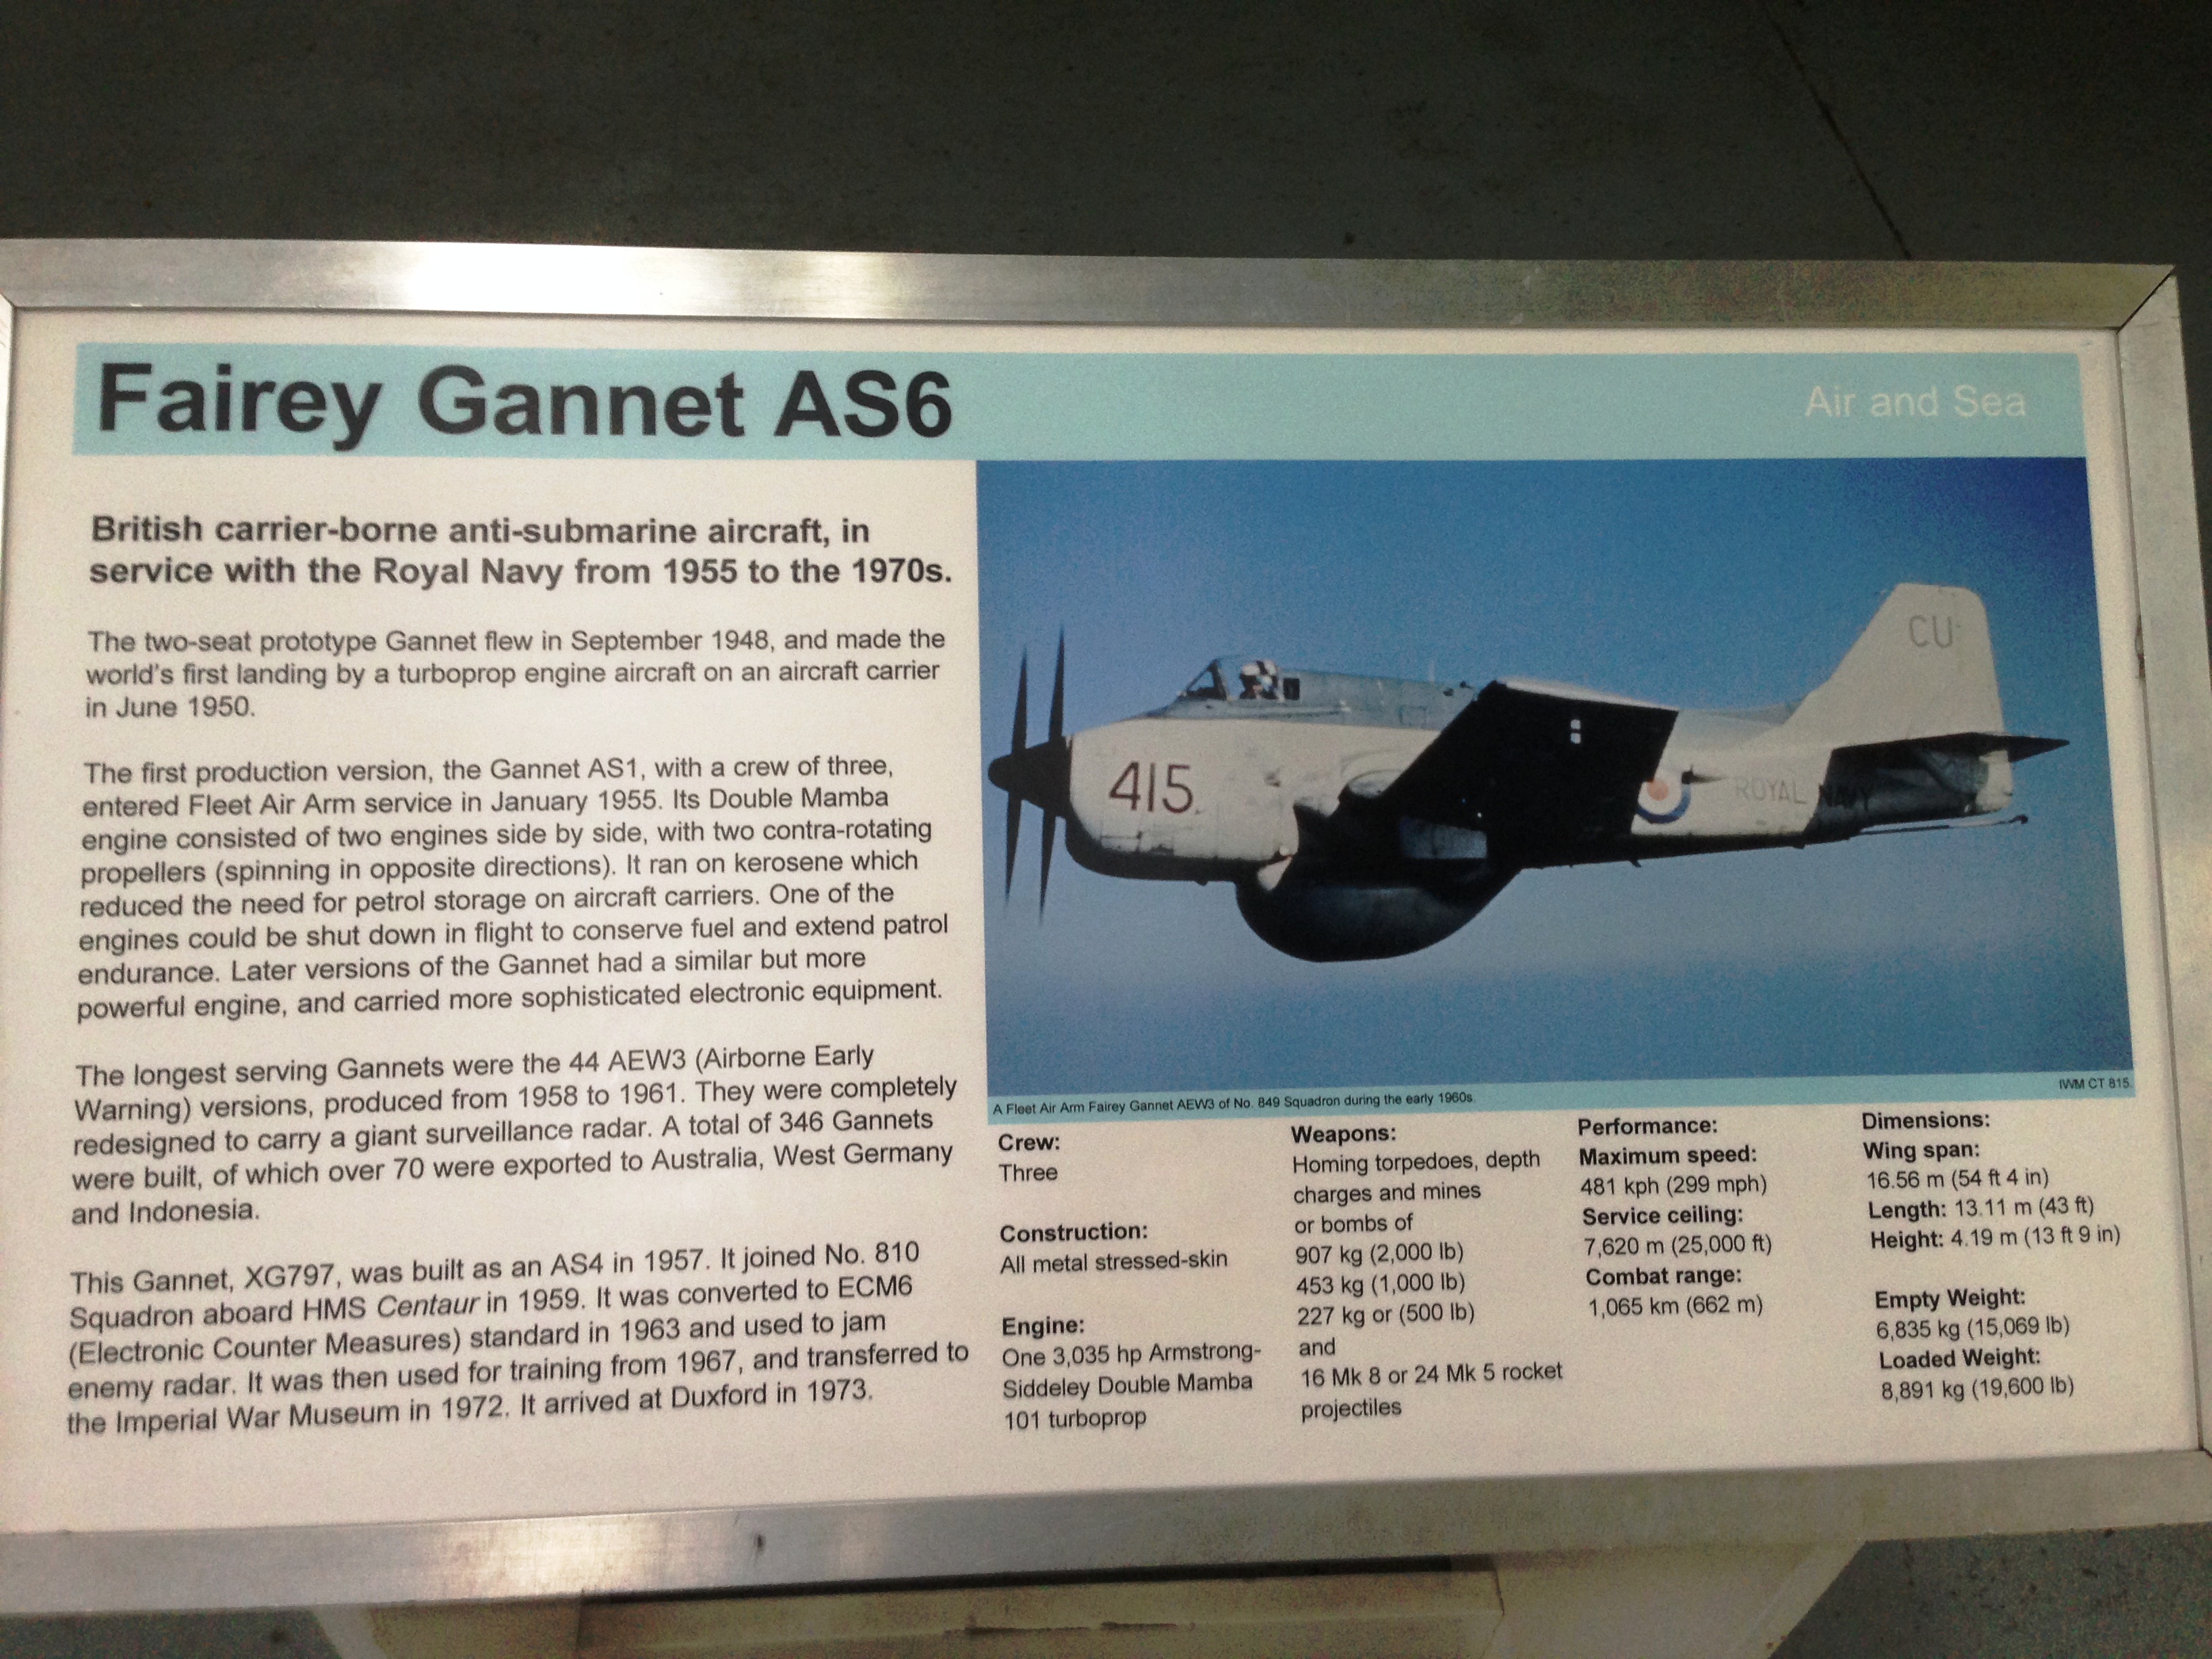 Fairey Gannet AS6
Air and Sea
British carrier-borne anti-submarine aircraft, in
service with the Royal Navy from 1955 to the 1970s.
The two-seat prototype Gannet flew in September 1948, and made the
world's first landing by a turboprop engine aircraft on an aircraft carrier
in June 1950.
The first production version, the Gannet AS1, with a crew of three,
entered Fleet Air Arm service in January 1955. Its Double Mamba
engine consisted of two engines side by side, with two contra-rotating
propellers (spinning in opposite directions). It ran on kerosene which
reduced the need for petrol storage on aircraft carriers. One of the
engines could be shut down in flight to conserve fuel and extend patrol
endurance. Later versions of the Gannet had a similar but more
powerful engine, and carried more sophisticated electronic equipment.
The longest serving Gannets were the 44 AEW3 (Airborne Early
Warning) versions, produced from 1958 to 1961. They were completely
redesigned to carry a giant surveillance radar. A total of 346 Gannets
were built, of which over 70 were exported to Australia, West Germany
and Indonesia.
This Gannet, XG797, was built as an AS4 in 1957. It joined No. 810
Squadron aboard HMS Centaur in 1959. It was converted to ECM6
(Electronic Counter Measures) standard in 1963 and used to jam
enemy radar. It was then used for training from 1967, and transferred to
the Imperial War Museum in 1972. It arrived at Duxford in 1973.
CU
415
ROYAL NAVY
A Fleet Air Arm Fairey Gannet AEW3 of No. 849 Squadron during the early 1960s.
IWM CT 815.
Crew:
Three
Construction:
All metal stressed-skin
Engine:
One 3,035 hp Armstrong-
Siddeley Double Mamba
101 turboprop
Weapons:
Homing torpedoes, depth
charges and mines
or bombs of
907 kg (2,000 lb)
453 kg (1,000 lb)
227 kg or (500 lb)
and
16 Mk 8 or 24 Mk 5 rocket
projectiles
Performance:
Maximum speed:
481 kph (299 mph)
Service ceiling:
7,620 m (25,000 ft)
Combat range:
1,065 km (662 m)
Dimensions:
Wing span:
16.56 m (54 ft 4 in)
Length: 13.11 m (43 ft)
Height: 4.19 m (13 ft 9 in)
Empty Weight:
6,835 kg (15,069 lb)
Loaded Weight:
8,891 kg (19,600 lb)